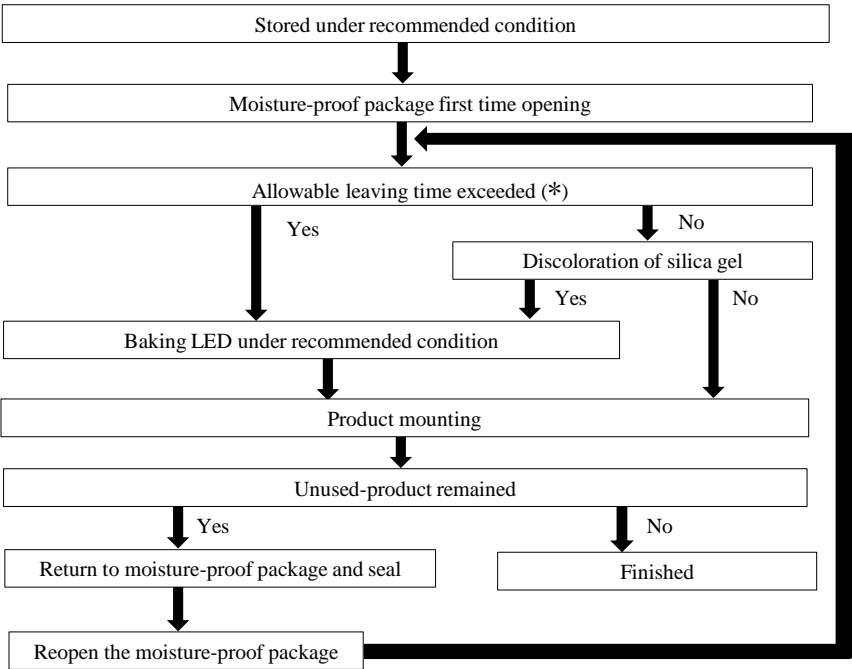 Stored under recommended condition
Moisture-proof package first time opening
Allowable leaving time exceeded (*)
Yes
No
Discoloration of silica gel
Yes
No
Baking LED under recommended condition
Product mounting
Unused-product remained
Yes
No
Return to moisture-proof package and seal
Finished
Reopen the moisture-proof package